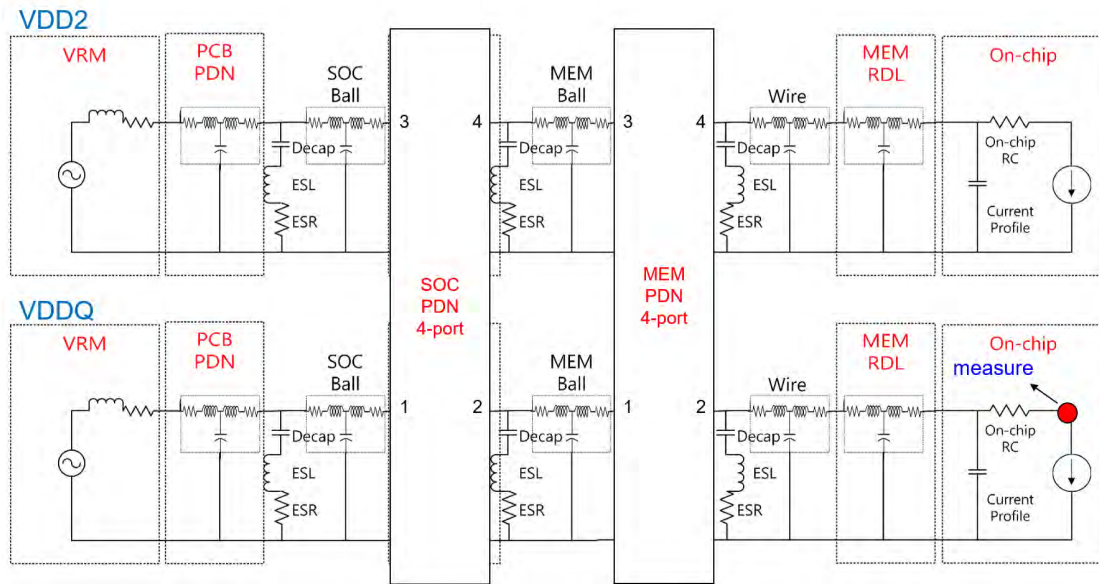 VDD2
VRM
PCB
PDN
SOC
Ball
3
4
MEM
Ball
3
4
Wire
MEM
RDL
On-chip
Decap
ESL
ESR
Decap
ESL
ESR
Decap
ESL
ESR
On-chip
RC
Current
Profile
SOC
PDN
4-port
MEM
PDN
4-port
VDDQ
VRM
PCB
PDN
SOC
Ball
1
2
MEM
Ball
1
2
Wire
MEM
RDL
On-chip
measure
Decap
ESL
ESR
Decap
ESL
ESR
Decap
ESL
ESR
On-chip
RC
Current
Profile